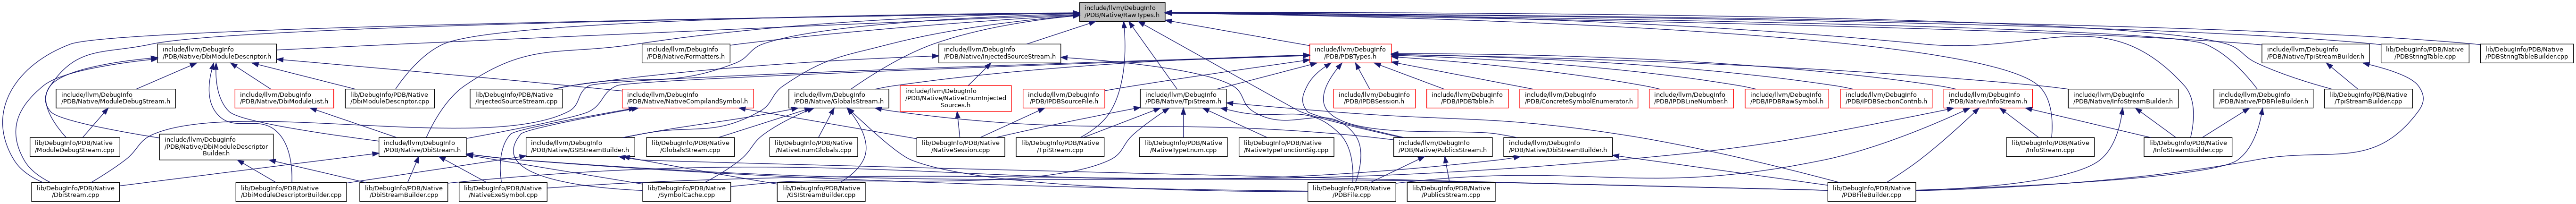 include/llvm/DebugInfo
/PDB/Native/RawTypes.h
include/llvm/DebugInfo
/PDB/Native/DbiModuleDescriptor.h
include/llvm/DebugInfo
/PDB/Native/Formatters.h
include/llvm/DebugInfo
/PDB/Native/InjectedSourceStream.h
include/llvm/DebugInfo
/PDB/PDBTypes.h
include/llvm/DebugInfo
/PDB/Native/TpiStreamBuilder.h
lib/DebugInfo/PDB/Native
/PDBStringTable.cpp
lib/DebugInfo/PDB/Native
/PDBStringTableBuilder.cpp
include/llvm/DebugInfo
/PDB/Native/ModuleDebugStream.h
include/llvm/DebugInfo
/PDB/Native/DbiModuleList.h
lib/DebugInfo/PDB/Native
/DbiModuleDescriptor.cpp
lib/DebugInfo/PDB/Native
/InjectedSourceStream.cpp
include/llvm/DebugInfo
/PDB/Native/NativeCompilandSymbol.h
include/llvm/DebugInfo
/PDB/Native/GlobalsStream.h
include/llvm/DebugInfo
/PDB/Native/NativeEnumInjected
Sources.h
include/llvm/DebugInfo
/PDB/IPDBSourceFile.h
include/llvm/DebugInfo
/PDB/Native/TpiStream.h
include/llvm/DebugInfo
/PDB/IPDBSession.h
include/llvm/DebugInfo
/PDB/IPDBTable.h
include/llvm/DebugInfo
/PDB/ConcreteSymbolEnumerator.h
include/llvm/DebugInfo
/PDB/IPDBLineNumber.h
include/llvm/DebugInfo
/PDB/IPDBRawSymbol.h
include/llvm/DebugInfo
/PDB/IPDBSectionContrib.h
include/llvm/DebugInfo
/PDB/Native/InfoStream.h
include/llvm/DebugInfo
/PDB/Native/InfoStreamBuilder.h
include/llvm/DebugInfo
/PDB/Native/PDBFileBuilder.h
lib/DebugInfo/PDB/Native
/TpiStreamBuilder.cpp
lib/DebugInfo/PDB/Native
/ModuleDebugStream.cpp
include/llvm/DebugInfo
/PDB/Native/DbiModuleDescriptor
Builder.h
include/llvm/DebugInfo
/PDB/Native/DbiStream.h
include/llvm/DebugInfo
/PDB/Native/GSIStreamBuilder.h
lib/DebugInfo/PDB/Native
/GlobalsStream.cpp
lib/DebugInfo/PDB/Native
/NativeEnumGlobals.cpp
lib/DebugInfo/PDB/Native
/NativeSession.cpp
lib/DebugInfo/PDB/Native
/TpiStream.cpp
lib/DebugInfo/PDB/Native
/NativeTypeEnum.cpp
lib/DebugInfo/PDB/Native
/NativeTypeFunctionSig.cpp
include/llvm/DebugInfo
/PDB/Native/PublicsStream.h
include/llvm/DebugInfo
/PDB/Native/DbiStreamBuilder.h
lib/DebugInfo/PDB/Native
/InfoStream.cpp
lib/DebugInfo/PDB/Native
/InfoStreamBuilder.cpp
lib/DebugInfo/PDB/Native
/DbiStream.cpp
lib/DebugInfo/PDB/Native
/DbiModuleDescriptorBuilder.cpp
lib/DebugInfo/PDB/Native
/DbiStreamBuilder.cpp
lib/DebugInfo/PDB/Native
/NativeExeSymbol.cpp
lib/DebugInfo/PDB/Native
/SymbolCache.cpp
lib/DebugInfo/PDB/Native
/GSIStreamBuilder.cpp
lib/DebugInfo/PDB/Native
/PDBFile.cpp
lib/DebugInfo/PDB/Native
/PublicsStream.cpp
lib/DebugInfo/PDB/Native
/PDBFileBuilder.cpp